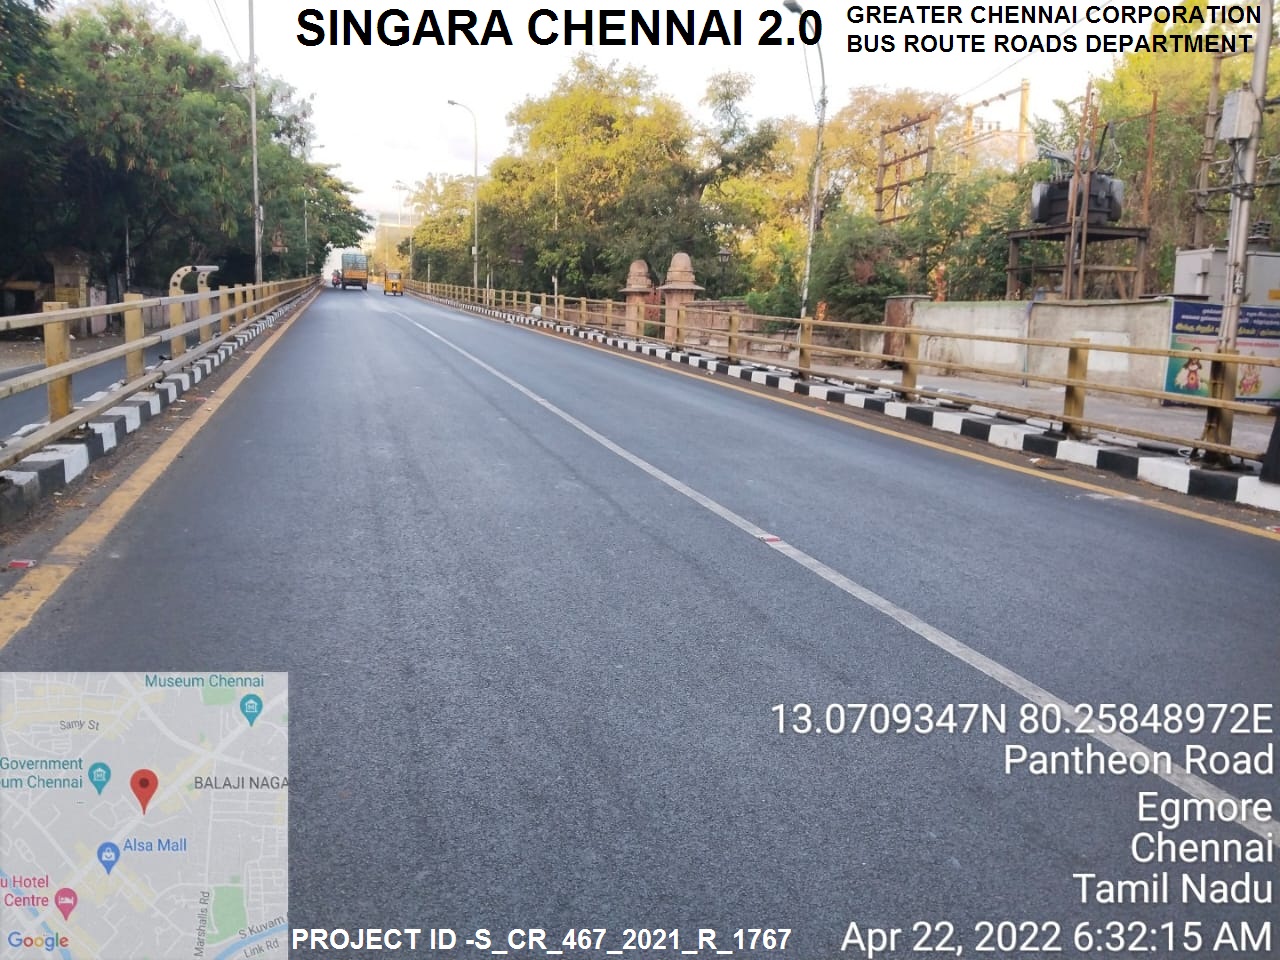 SINGARA CHENNAI 2.0
GREATER CHENNAI CORPORATION
BUS ROUTE ROADS DEPARTMENT
Museum Chennai
Samy St
Government
um Chennai
BALAJI NAGA
Alsa Mall
u Hotel
Centre
Marshalls Rd
S Kuvam
Link Rd
Google
13.0709347N 80.25848972E
Pantheon Road
Egmore
Chennai
Tamil Nadu
PROJECT ID -S_CR_467_2021_R_1767
Apr 22, 2022 6:32:15 AM